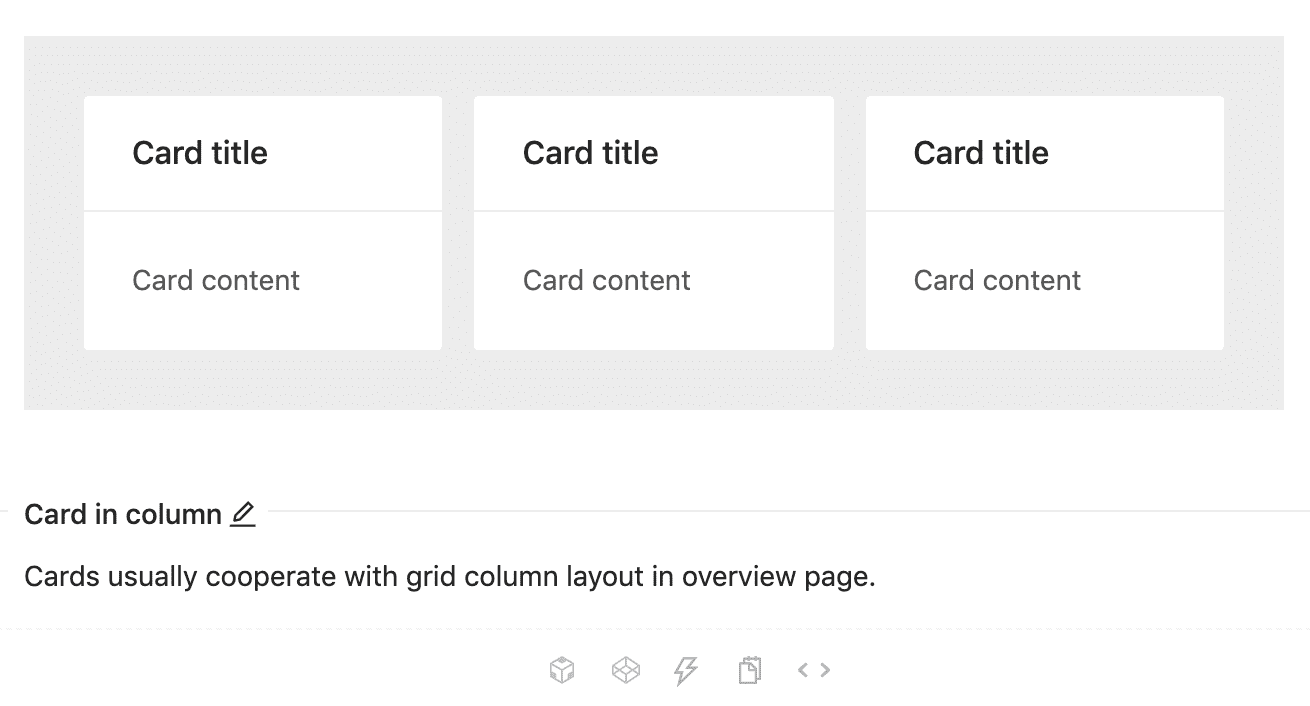 Card title
Card title
Card title
Card content
Card content
Card content
Card in column
Cards usually cooperate with grid column layout in overview page.